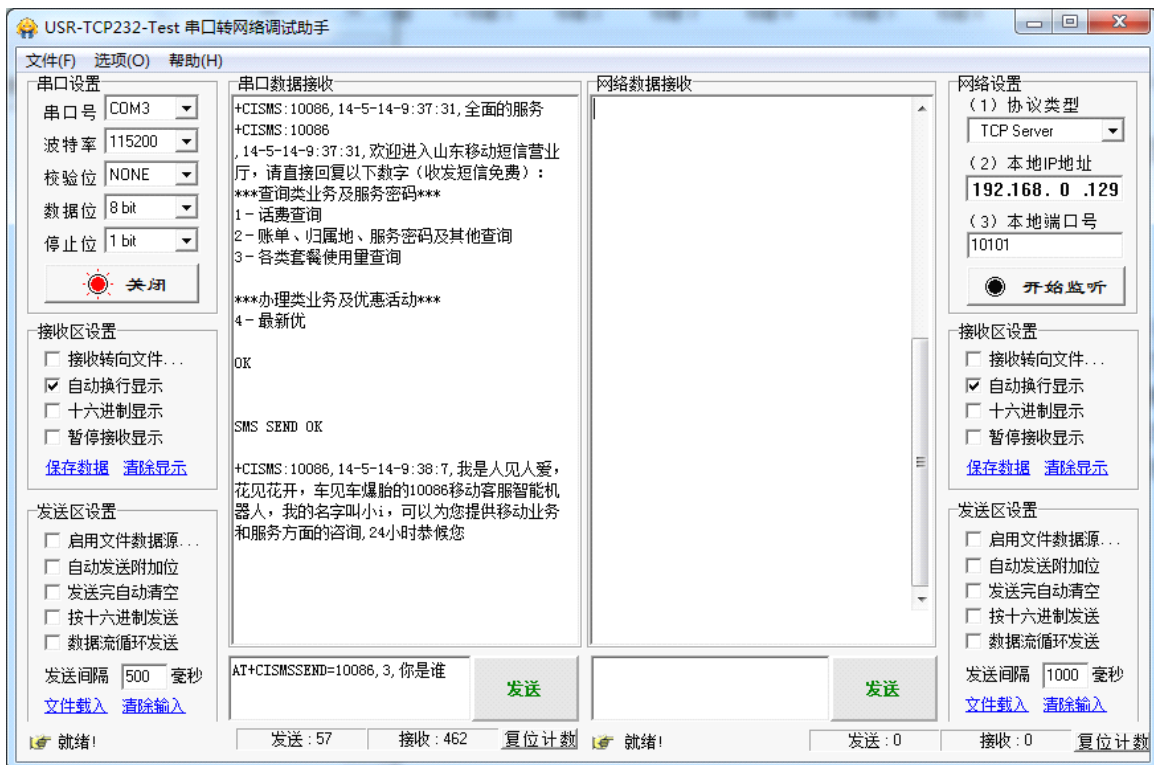 USR-TCP232-Test 串口转网络调试助手
文件(F) 选项(O) 帮助(H)
串口设置
串口号 COM3
波特率 115200
校验位 NONE
数据位 8 bit
停止位 1 bit
关闭
接收区设置
接收转向文件...
自动换行显示
十六进制显示
暂停接收显示
保存数据 清除显示
发送区设置
启用文件数据源...
自动发送附加位
发送完自动清空
按十六进制发送
数据流循环发送
发送间隔 500 毫秒
文件载入 清除输入
就绪!
串口数据接收
+CISMS:10086,14-5-14-9:37:31,全面的服务
+CISMS:10086
,14-5-14-9:37:31,欢迎进入山东移动短信营业
厅，请直接回复以下数字（收发短信免费）:
***查询类业务及服务密码***
1－话费查询
2－账单、归属地、服务密码及其他查询
3－各类套餐使用量查询
***办理类业务及优惠活动***
4－最新优
OK
SMS SEND OK
+CISMS:10086,14-5-14-9:38:7,我是人见人爱，
花见花开，车见车爆胎的10086移动客服智能机
器人，我的名字叫小i，可以为您提供移动业务
和服务方面的咨询,24小时恭候您
AT+CISMSSEND=10086,3,你是谁
发送
发送:57 接收:462 复位计数
网络数据接收
发送
就绪!
发送:0 接收:0 复位计数
网络设置
(1) 协议类型
TCP Server
(2) 本地IP地址
192.168. 0 .129
(3) 本地端口号
10101
开始监听
接收区设置
接收转向文件...
自动换行显示
十六进制显示
暂停接收显示
保存数据 清除显示
发送区设置
启用文件数据源...
自动发送附加位
发送完自动清空
按十六进制发送
数据流循环发送
发送间隔 1000 毫秒
文件载入 清除输入